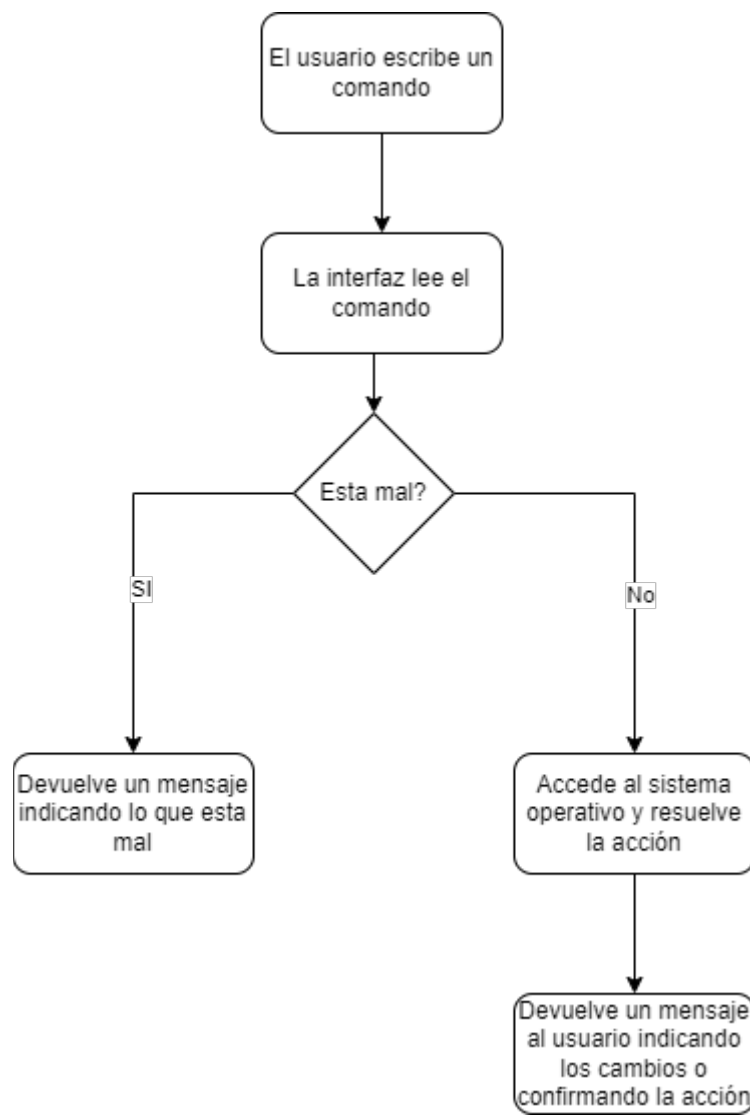 El usuario escribe un
comando
La interfaz lee el
comando
Esta mal?
SI
No
Devuelve un mensaje
indicando lo que esta
mal
Accede al sistema
operativo y resuelve
la acción
Devuelve un mensaje
al usuario indicando
los cambios o
confirmando la acción